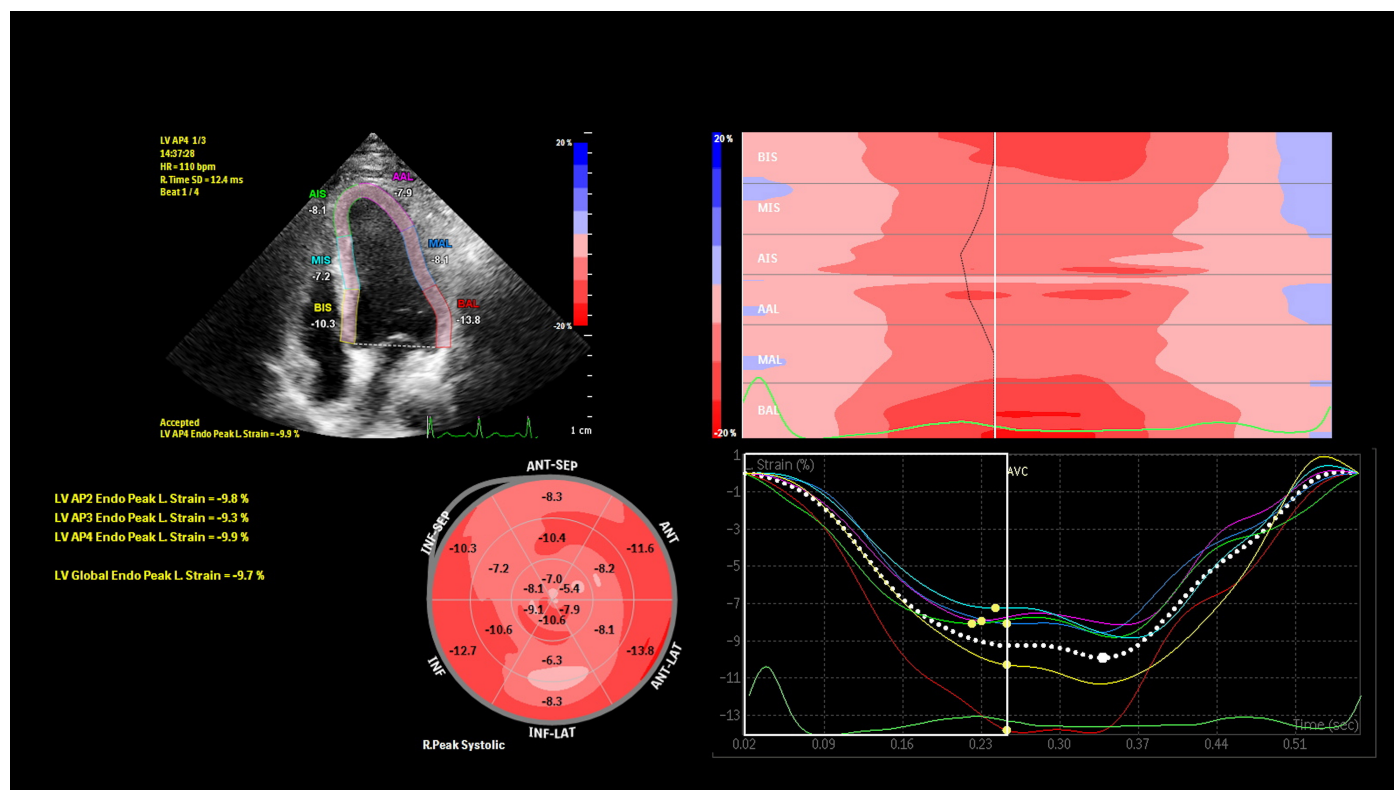 LV AP4 1/3
14:37:28
HR = 110 bpm
R.Time SD = 12.4 ms
Beat 1 / 4
20 %
AAL
-7.9
AIS
-8.1
MAL
-8.1
MIS
-7.2
BIS
-10.3
BAL
-13.8
-20 %
Accepted
LV AP4 Endo Peak L. Strain = -9.9 %
1 cm
20 %
BIS
MIS
AIS
AAL
MAL
BAL
-20 %
LV AP2 Endo Peak L. Strain = -9.8 %
LV AP3 Endo Peak L. Strain = -9.3 %
LV AP4 Endo Peak L. Strain = -9.9 %
LV Global Endo Peak L. Strain = -9.7 %
ANT-SEP
INF-SEP
ANT
INF
ANT-LAT
INF-LAT
-8.3
-10.3
-11.6
-10.4
-7.2
-8.2
-7.0
-8.1
-5.4
-9.1
-7.9
-10.6
-10.6
-8.1
-12.7
-13.8
-6.3
-8.3
R.Peak Systolic
Strain (%)
AVC
1
-1
-3
-5
-7
-9
-11
-13
Time (sec)
0.02 0.09 0.16 0.23 0.30 0.37 0.44 0.51